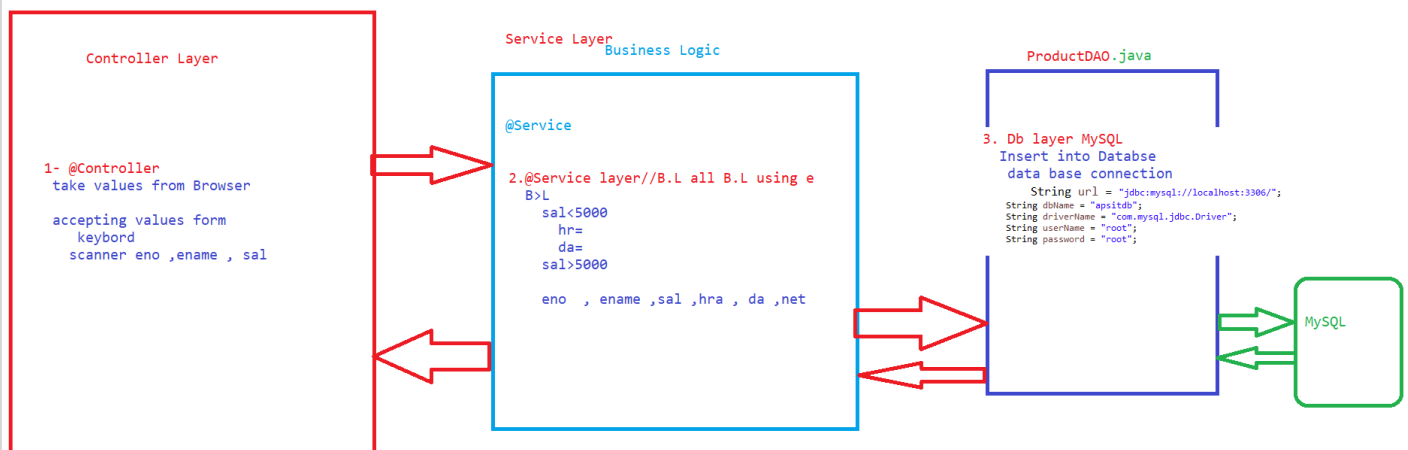 Controller Layer
1- @Controller
take values from Browser
accepting values form
keybord
scanner eno ,ename , sal
Service Layer
Business Logic
@Service
2.@Service layer//B.L all B.L using e
B>L
sal<5000
hr=
da=
sal>5000
eno , ename ,sal ,hra , da ,net
ProductDAO.java
3. Db layer MySQL
Insert into Databse
data base connection
String url = "jdbc:mysql://localhost:3306/";
String dbName = "apsitdb";
String driverName = "com.mysql.jdbc.Driver";
String userName = "root";
String password = "root";
MySQL